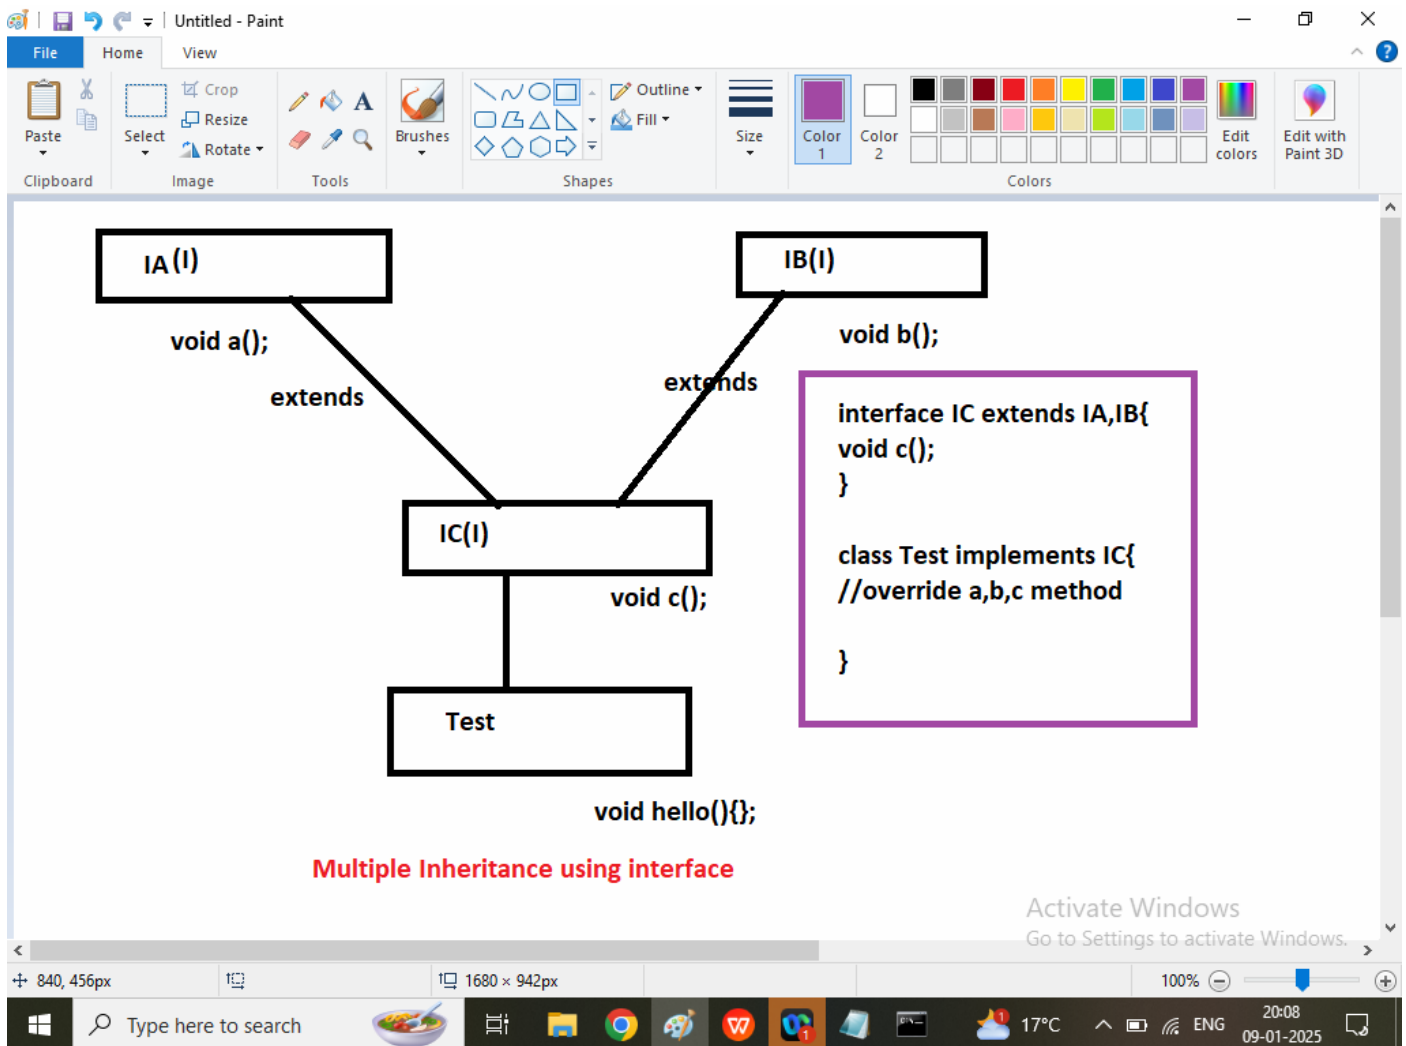 Untitled - Paint
File Home View
Paste
Select
Crop
Resize
Rotate
Brushes
Outline
Fill
Size
Color 1
Color 2
Edit colors
Edit with Paint 3D
Clipboard
Image
Tools
Shapes
Colors
IA(I)
IB(I)
void a();
void b();
extends
extends
interface IC extends IA,IB{
void c();
}
class Test implements IC{
//override a,b,c method
}
IC(I)
void c();
Test
void hello(){};
Multiple Inheritance using interface
Activate Windows
Go to Settings to activate Windows.
840, 456px
1680 × 942px
100%
Type here to search
1
1
17°C
ENG
20:08
09-01-2025